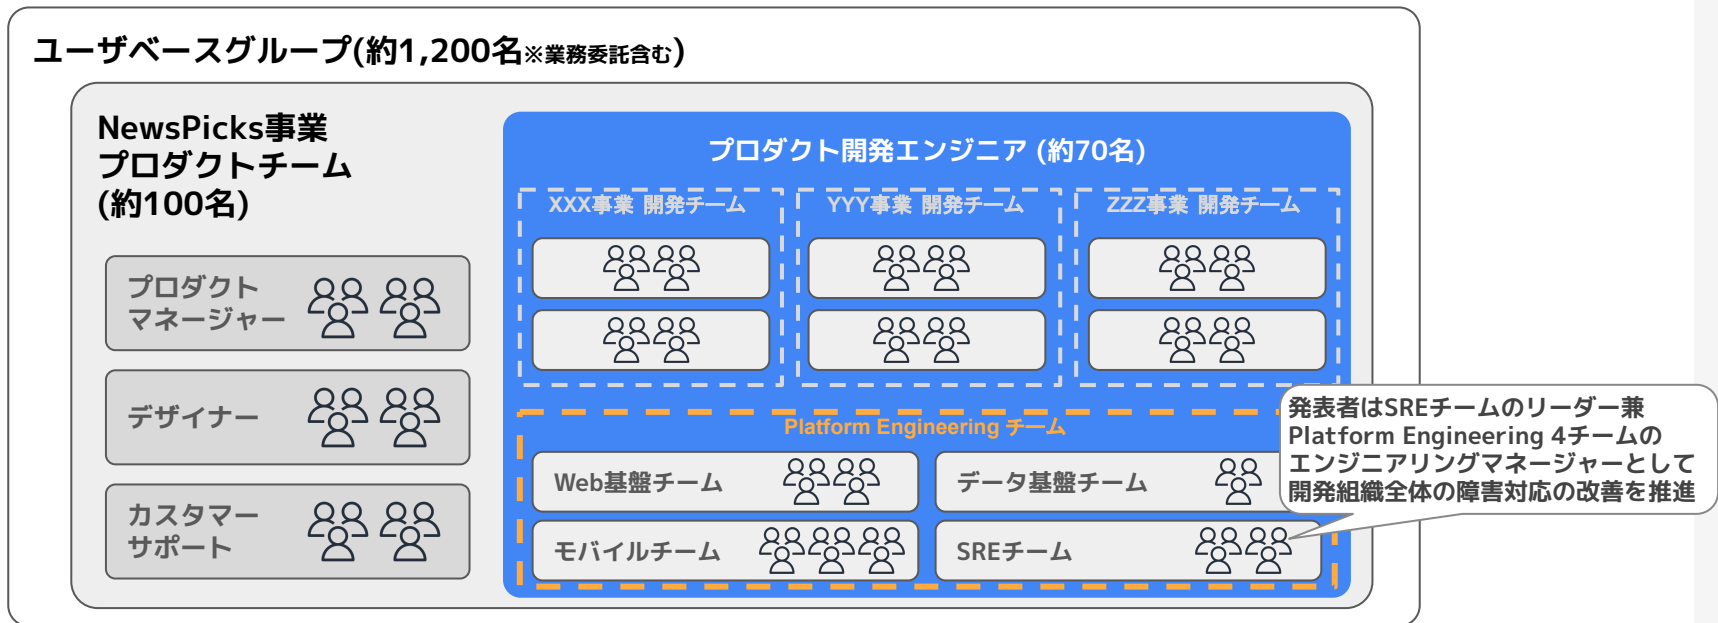 ユーザベースグループ(約1,200名※業務委託含む)
NewsPicks事業
プロダクトチーム
(約100名)
プロダクト
マネージャー
デザイナー
カスタマー
サポート
プロダクト開発エンジニア (約70名)
XXX事業 開発チーム
YYY事業 開発チーム
ZZZ事業 開発チーム
Platform Engineering チーム
Web基盤チーム
データ基盤チーム
モバイルチーム
SREチーム
発表者はSREチームのリーダー兼
Platform Engineering 4チームの
エンジニアリングマネージャーとして
開発組織全体の障害対応の改善を推進